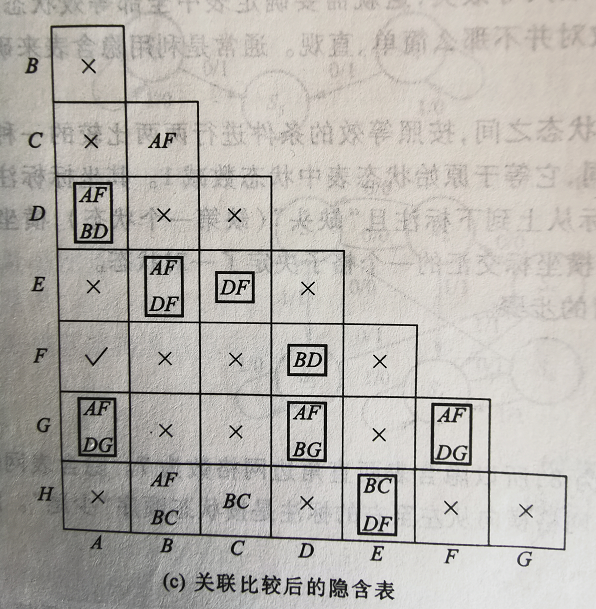 B ×
C × AF
D AF × ×
BD
E × AF DF ×
DF
F ✓ × × BD ×
G AF × × AF × AF
DG BG DG
H × AF BC × BC × ×
BC DF
A B C D E F G
(c) 关联比较后的隐含表